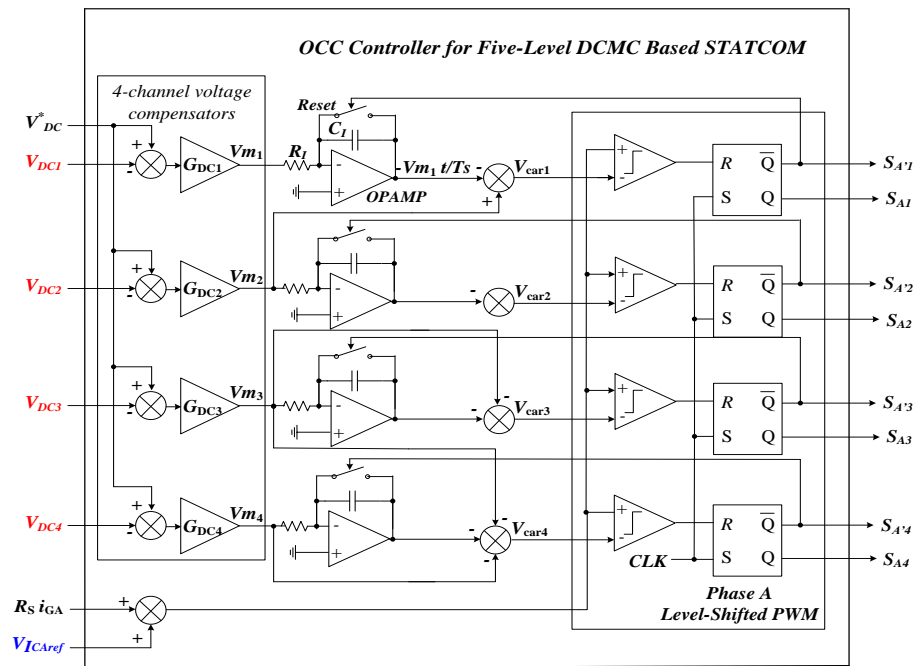 OCC Controller for Five-Level DCMC Based STATCOM
4-channel voltage
compensators
V*DC
VDC1
+
-
GDC1
Vm1
RI
Reset
CI
-
+
OPAMP
-Vm1 t/Ts
-
+
Vcar1
+
-
R
Q̅
S
Q
SA'1
SA1
VDC2
+
-
GDC2
Vm2
-
+
-
Vcar2
+
-
R
Q̅
S
Q
SA'2
SA2
VDC3
+
-
GDC3
Vm3
-
+
-
-
Vcar3
+
-
R
Q̅
S
Q
SA'3
SA3
VDC4
+
-
GDC4
Vm4
-
+
-
-
-
Vcar4
+
-
R
Q̅
S
Q
SA'4
SA4
CLK
RS iGA
+
VICAref
+
Phase A
Level-Shifted PWM